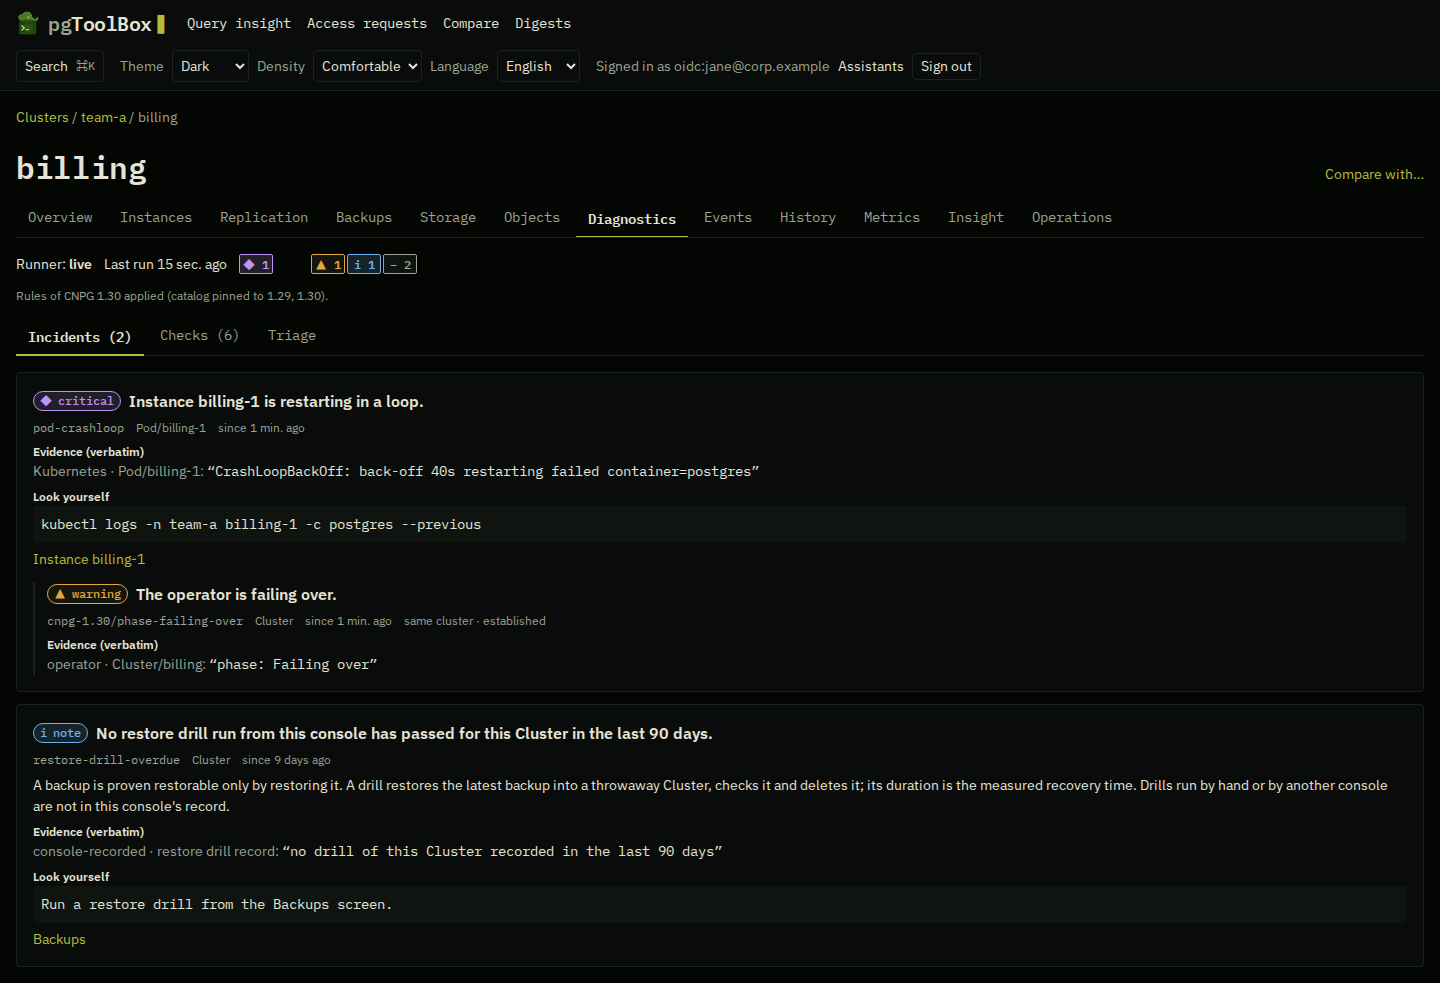 pgToolBox Query insight Access requests Compare Digests
Search ⌘K Theme Dark Density Comfortable Language English Signed in as oidc:jane@corp.example Assistants Sign out
Clusters / team-a / billing
billing
Compare with...
Overview Instances Replication Backups Storage Objects Diagnostics Events History Metrics Insight Operations
Runner: live Last run 15 sec. ago ◆ 1 ▲ 1 i 1 – 2
Rules of CNPG 1.30 applied (catalog pinned to 1.29, 1.30).
Incidents (2) Checks (6) Triage
◆ critical Instance billing-1 is restarting in a loop.
pod-crashloop Pod/billing-1 since 1 min. ago
Evidence (verbatim)
Kubernetes · Pod/billing-1: “CrashLoopBackOff: back-off 40s restarting failed container=postgres”
Look yourself
kubectl logs -n team-a billing-1 -c postgres --previous
Instance billing-1
▲ warning The operator is failing over.
cnpg-1.30/phase-failing-over Cluster since 1 min. ago same cluster · established
Evidence (verbatim)
operator · Cluster/billing: “phase: Failing over”
i note No restore drill run from this console has passed for this Cluster in the last 90 days.
restore-drill-overdue Cluster since 9 days ago
A backup is proven restorable only by restoring it. A drill restores the latest backup into a throwaway Cluster, checks it and deletes it; its duration is the measured recovery time. Drills run by hand or by another console
are not in this console's record.
Evidence (verbatim)
console-recorded · restore drill record: “no drill of this Cluster recorded in the last 90 days”
Look yourself
Run a restore drill from the Backups screen.
Backups